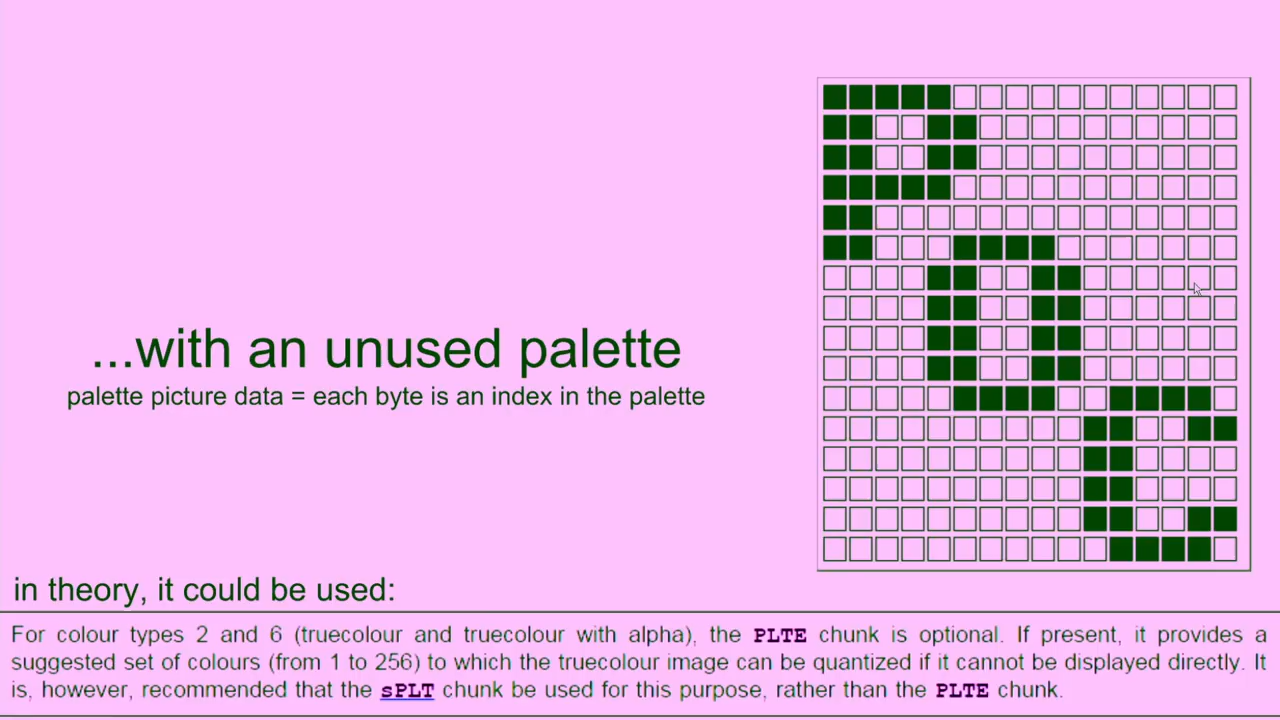 ...with an unused palette
palette picture data = each byte is an index in the palette
in theory, it could be used:
For colour types 2 and 6 (truecolour and truecolour with alpha), the PLTE chunk is optional. If present, it provides a
suggested set of colours (from 1 to 256) to which the truecolour image can be quantized if it cannot be displayed directly. It
is, however, recommended that the sPLT chunk be used for this purpose, rather than the PLTE chunk.